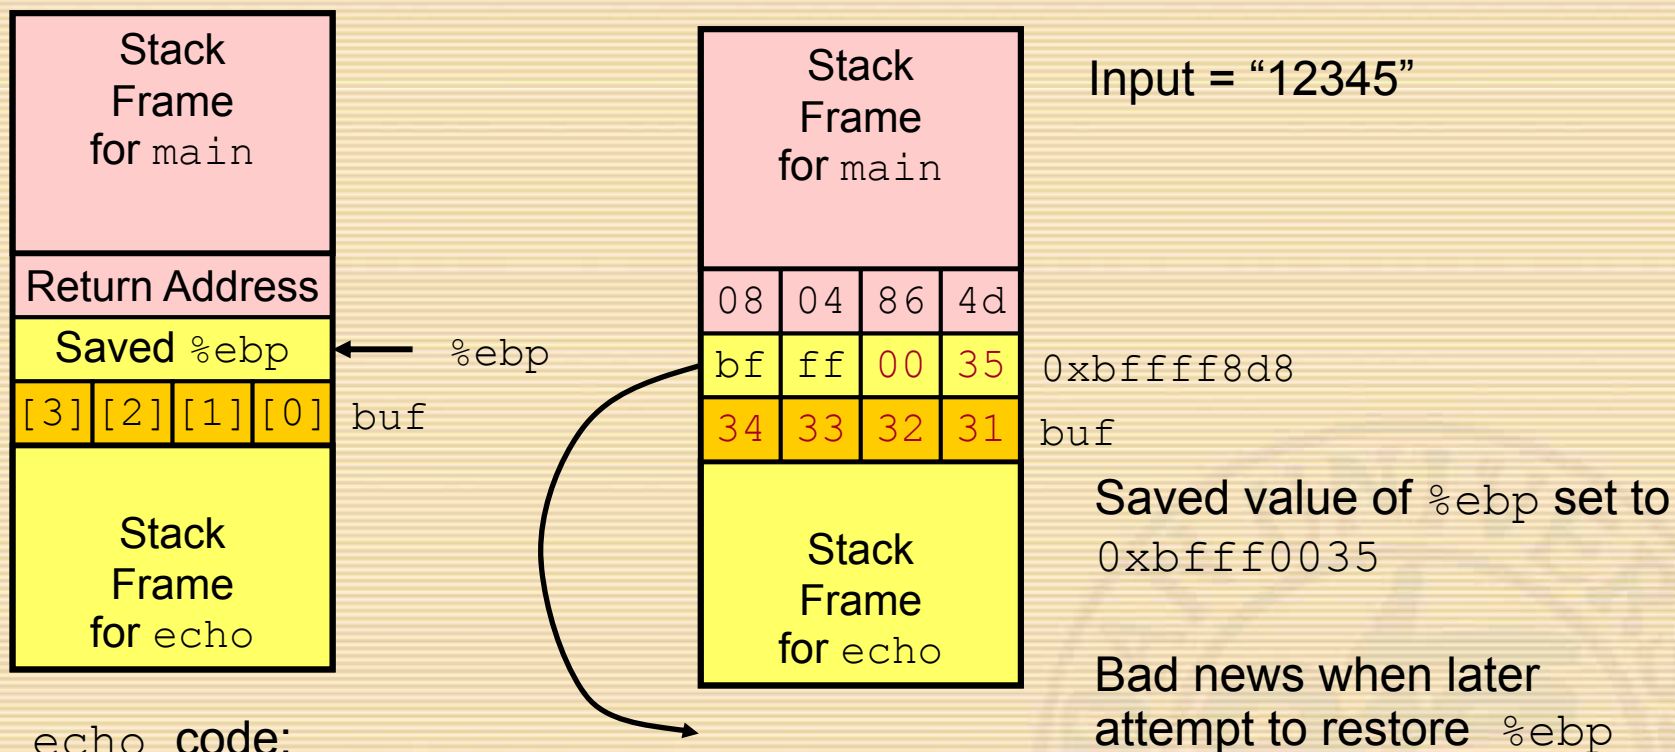 Stack
Frame
for main
Return Address
Saved %ebp
%ebp
[3] [2] [1] [0]
buf
Stack
Frame
for echo
echo code:
Stack
Frame
for main
08 04 86 4d
bf ff 00 35
0xbffff8d8
34 33 32 31
buf
Stack
Frame
for echo
Input = “12345”
Saved value of %ebp set to
0xbfff0035
Bad news when later
attempt to restore %ebp